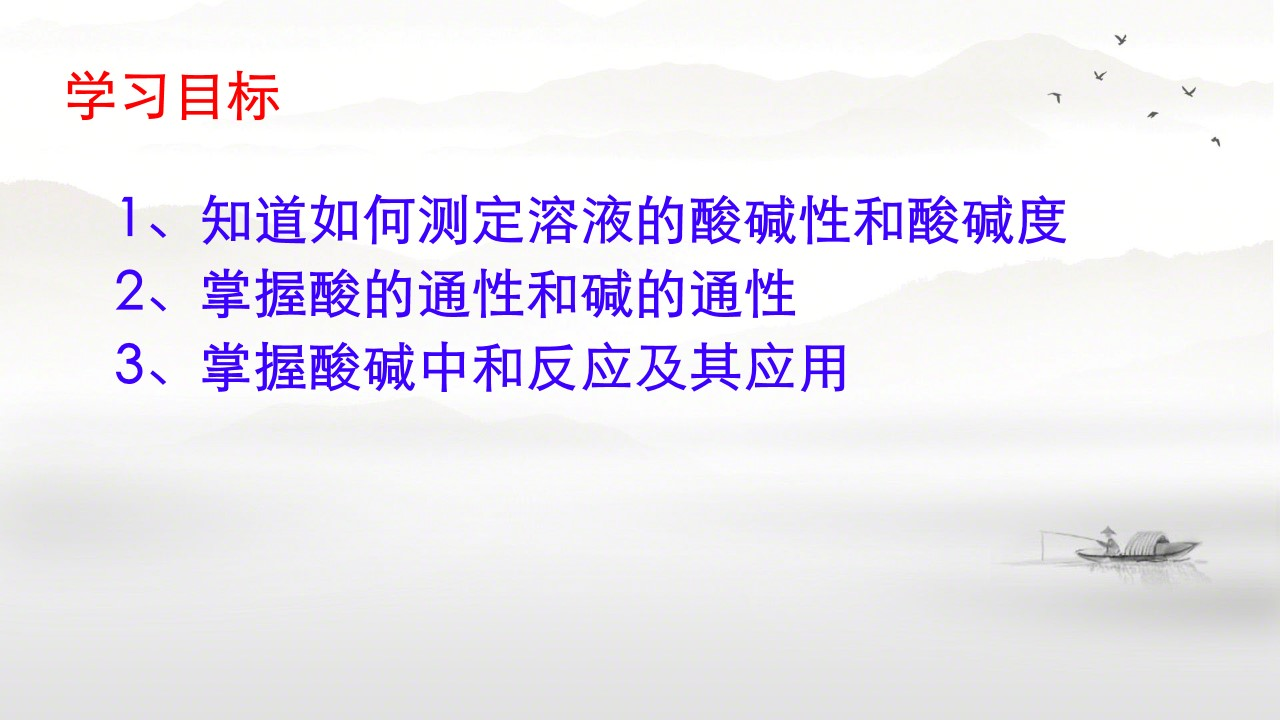 学习目标
1、知道如何测定溶液的酸碱性和酸碱度
2、掌握酸的通性和碱的通性
3、掌握酸碱中和反应及其应用